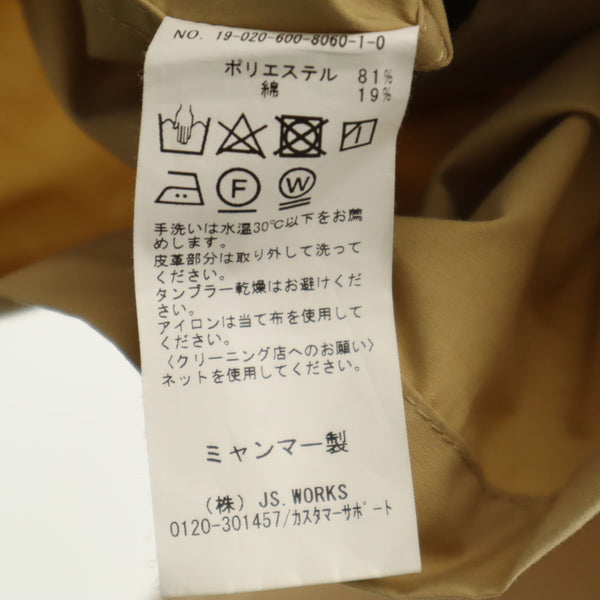 NO. 19-020-600-8060-1-0
ポリエステル 81%
綿 19%
F W
手洗いは水温30℃以下をお薦
めします。
皮革部分は取り外して洗って
ください。
タンブラー乾燥はお避けくだ
さい。
アイロンは当て布を使用して
ください。
〈クリーニング店へのお願い〉
ネットを使用してください。
ミャンマー製
(株) JS.WORKS
0120-301457/カスタマーサポート